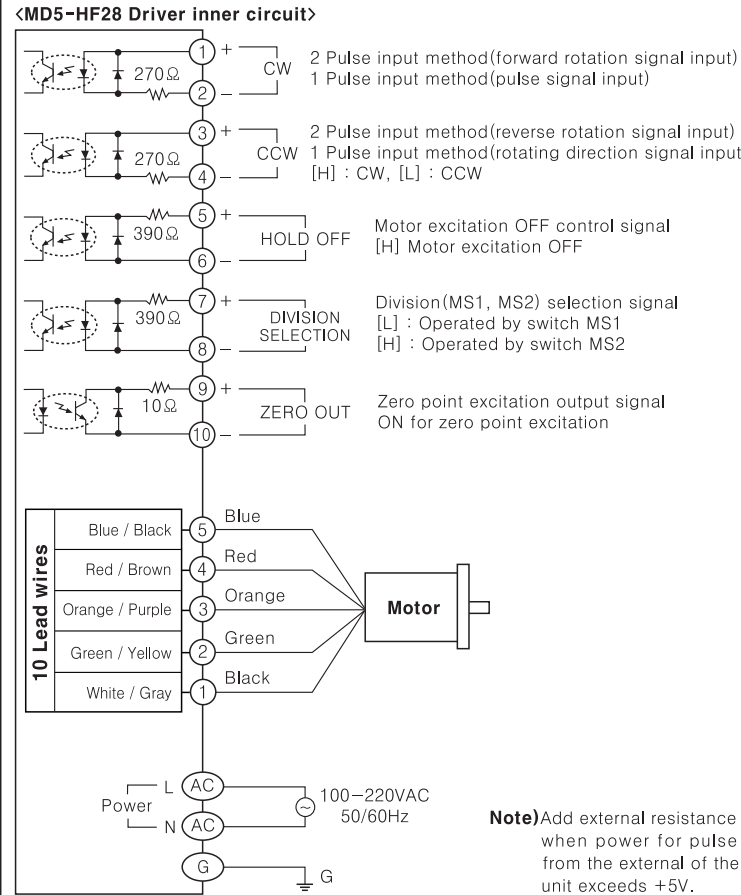 <MD5-HF28 Driver inner circuit>
1 +
270Ω
CW
2 −
2 Pulse input method(forward rotation signal input)
1 Pulse input method(pulse signal input)
3 +
270Ω
CCW
4 −
2 Pulse input method(reverse rotation signal input)
1 Pulse input method(rotating direction signal input
[H] : CW, [L] : CCW
5 +
390Ω
HOLD OFF
6 −
Motor excitation OFF control signal
[H] Motor excitation OFF
7 +
390Ω
DIVISION
SELECTION
8 −
Division(MS1, MS2) selection signal
[L] : Operated by switch MS1
[H] : Operated by switch MS2
9 +
10Ω
ZERO OUT
10 −
Zero point excitation output signal
ON for zero point excitation
10 Lead wires
Blue / Black 5 Blue
Red / Brown 4 Red
Orange / Purple 3 Orange
Green / Yellow 2 Green
White / Gray 1 Black
Motor
Power
L AC
N AC
100−220VAC
50/60Hz
G G
Note)Add external resistance
when power for pulse
from the external of the
unit exceeds +5V.